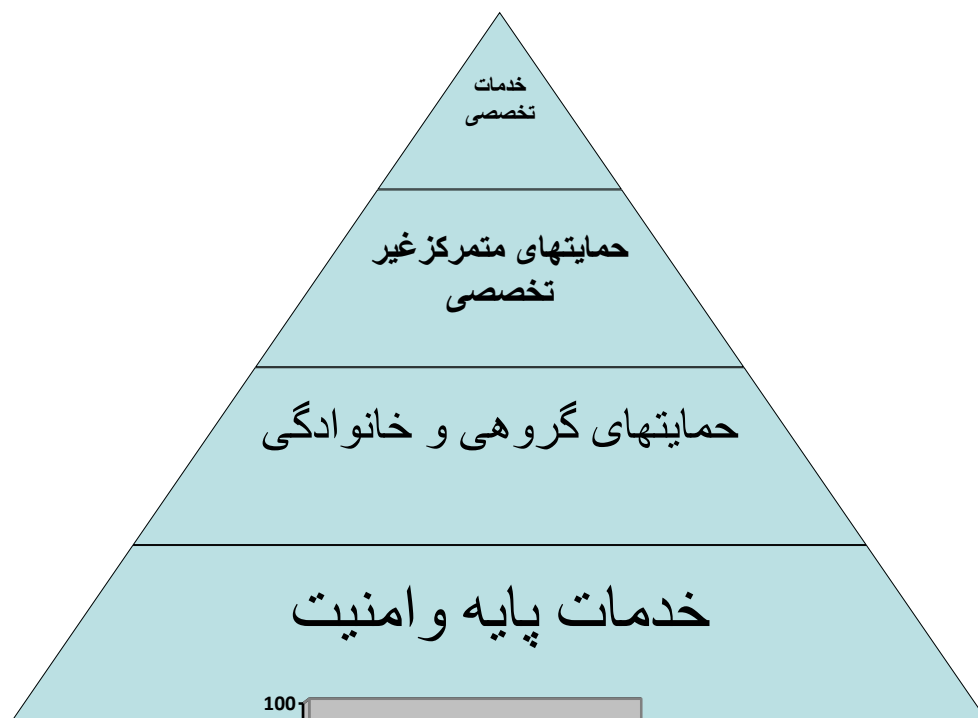 خدمات
تخصصی
حمایتهای متمرکزغیر
تخصصی
حمایتهای گروهی و خانوادگی
خدمات پایه وامنیت
100